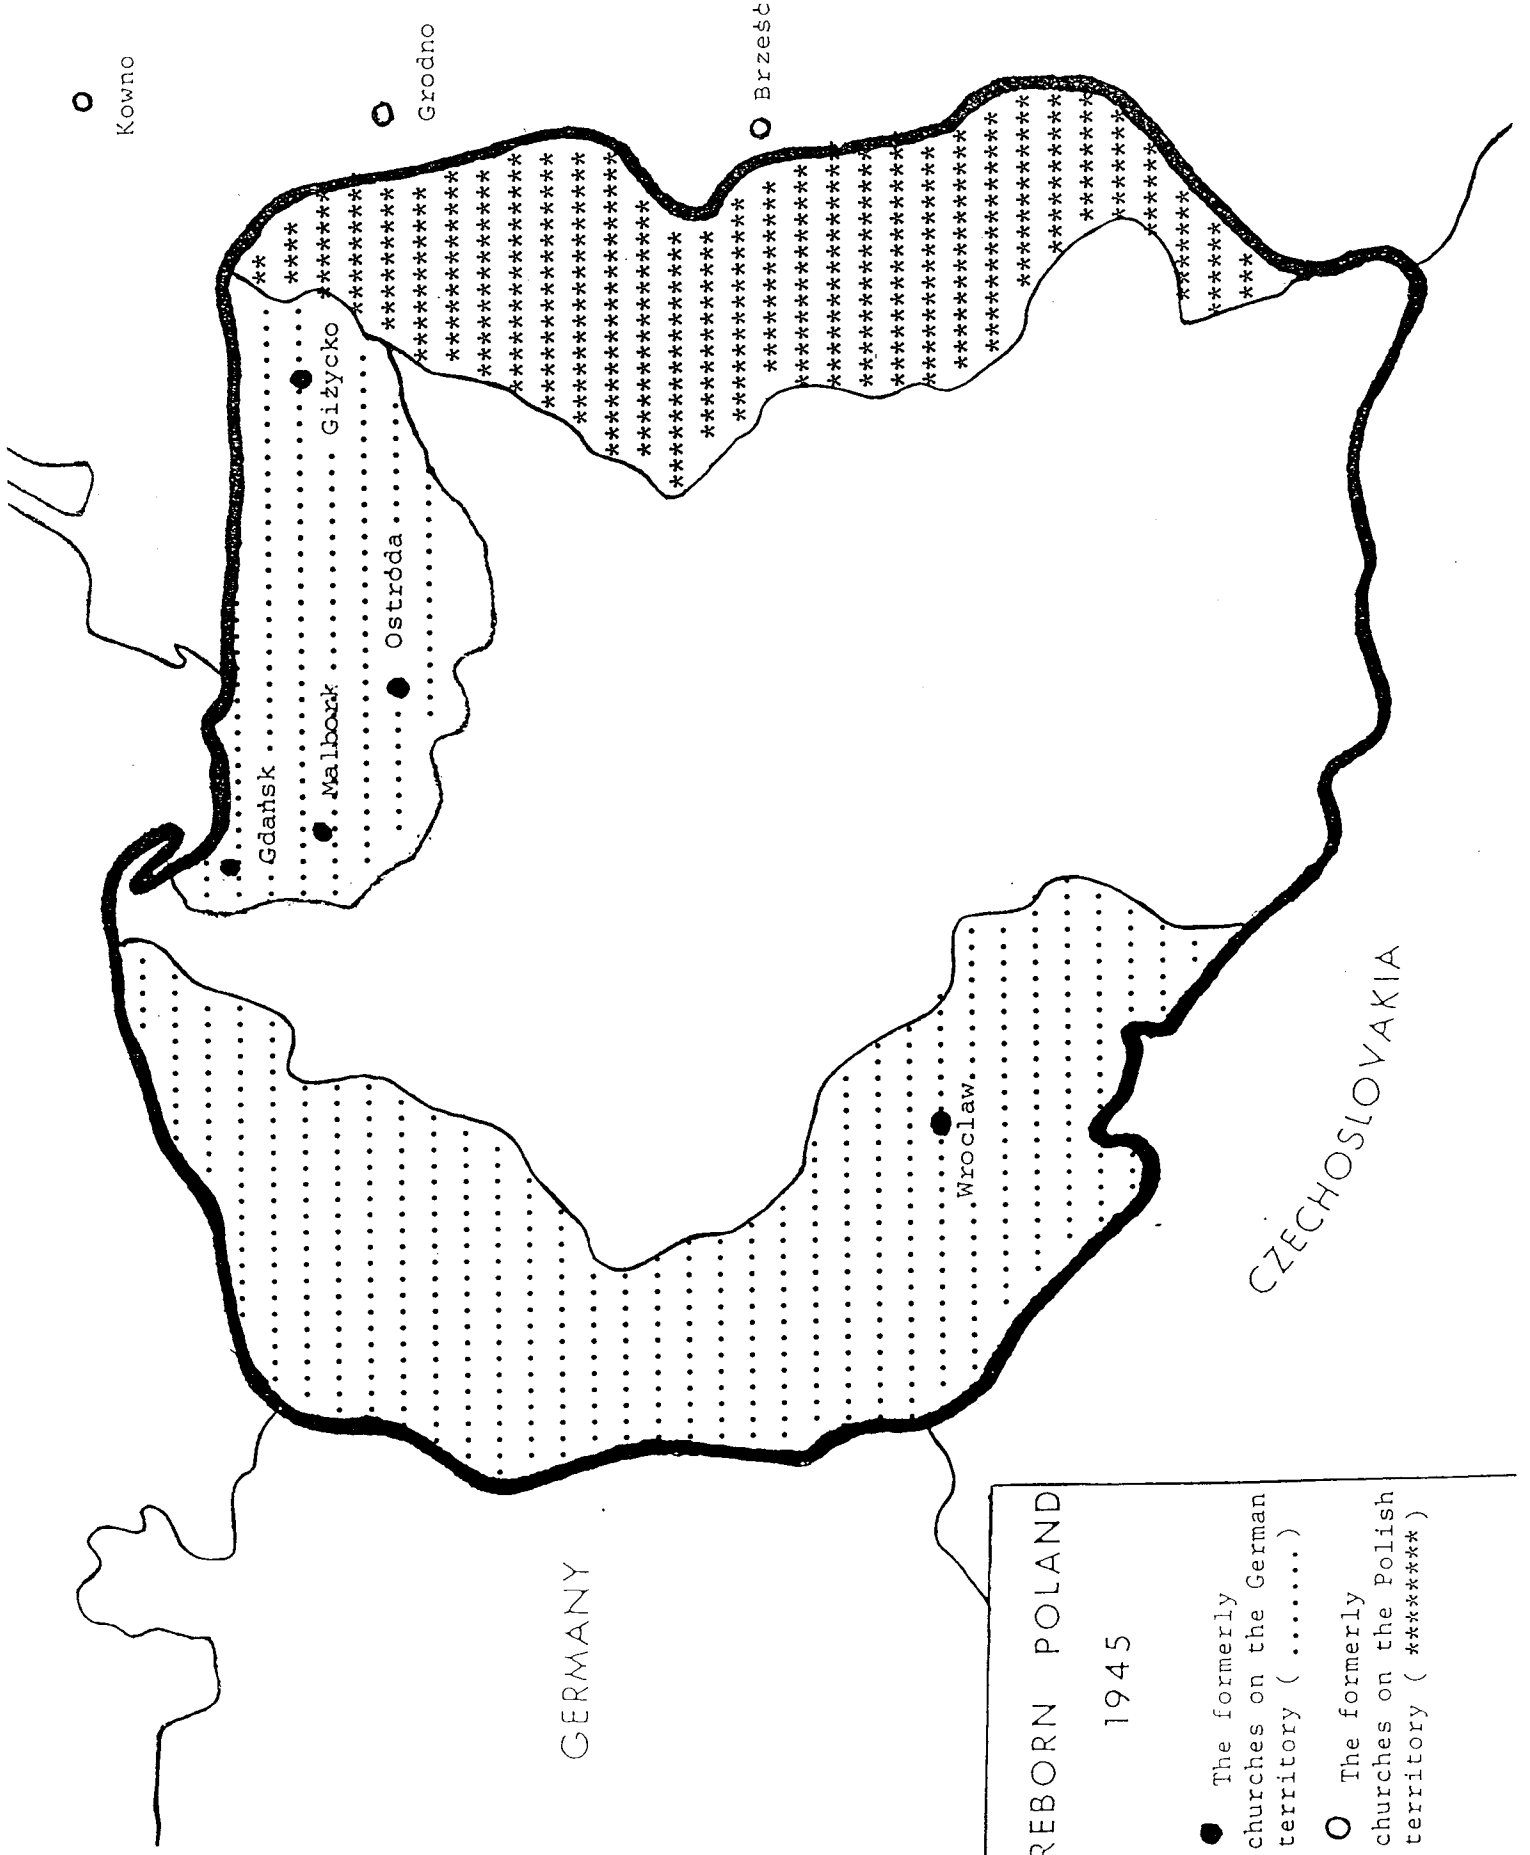 Kowno
Grodno
Brześć
Giżycko
Ostróda
Malbork
Gdańsk
Wrocław
GERMANY
CZECHOSLOVAKIA
REBORN POLAND
1945
The formerly
churches on the German
territory ( ....... )
The formerly
churches on the Polish
territory ( ******** )